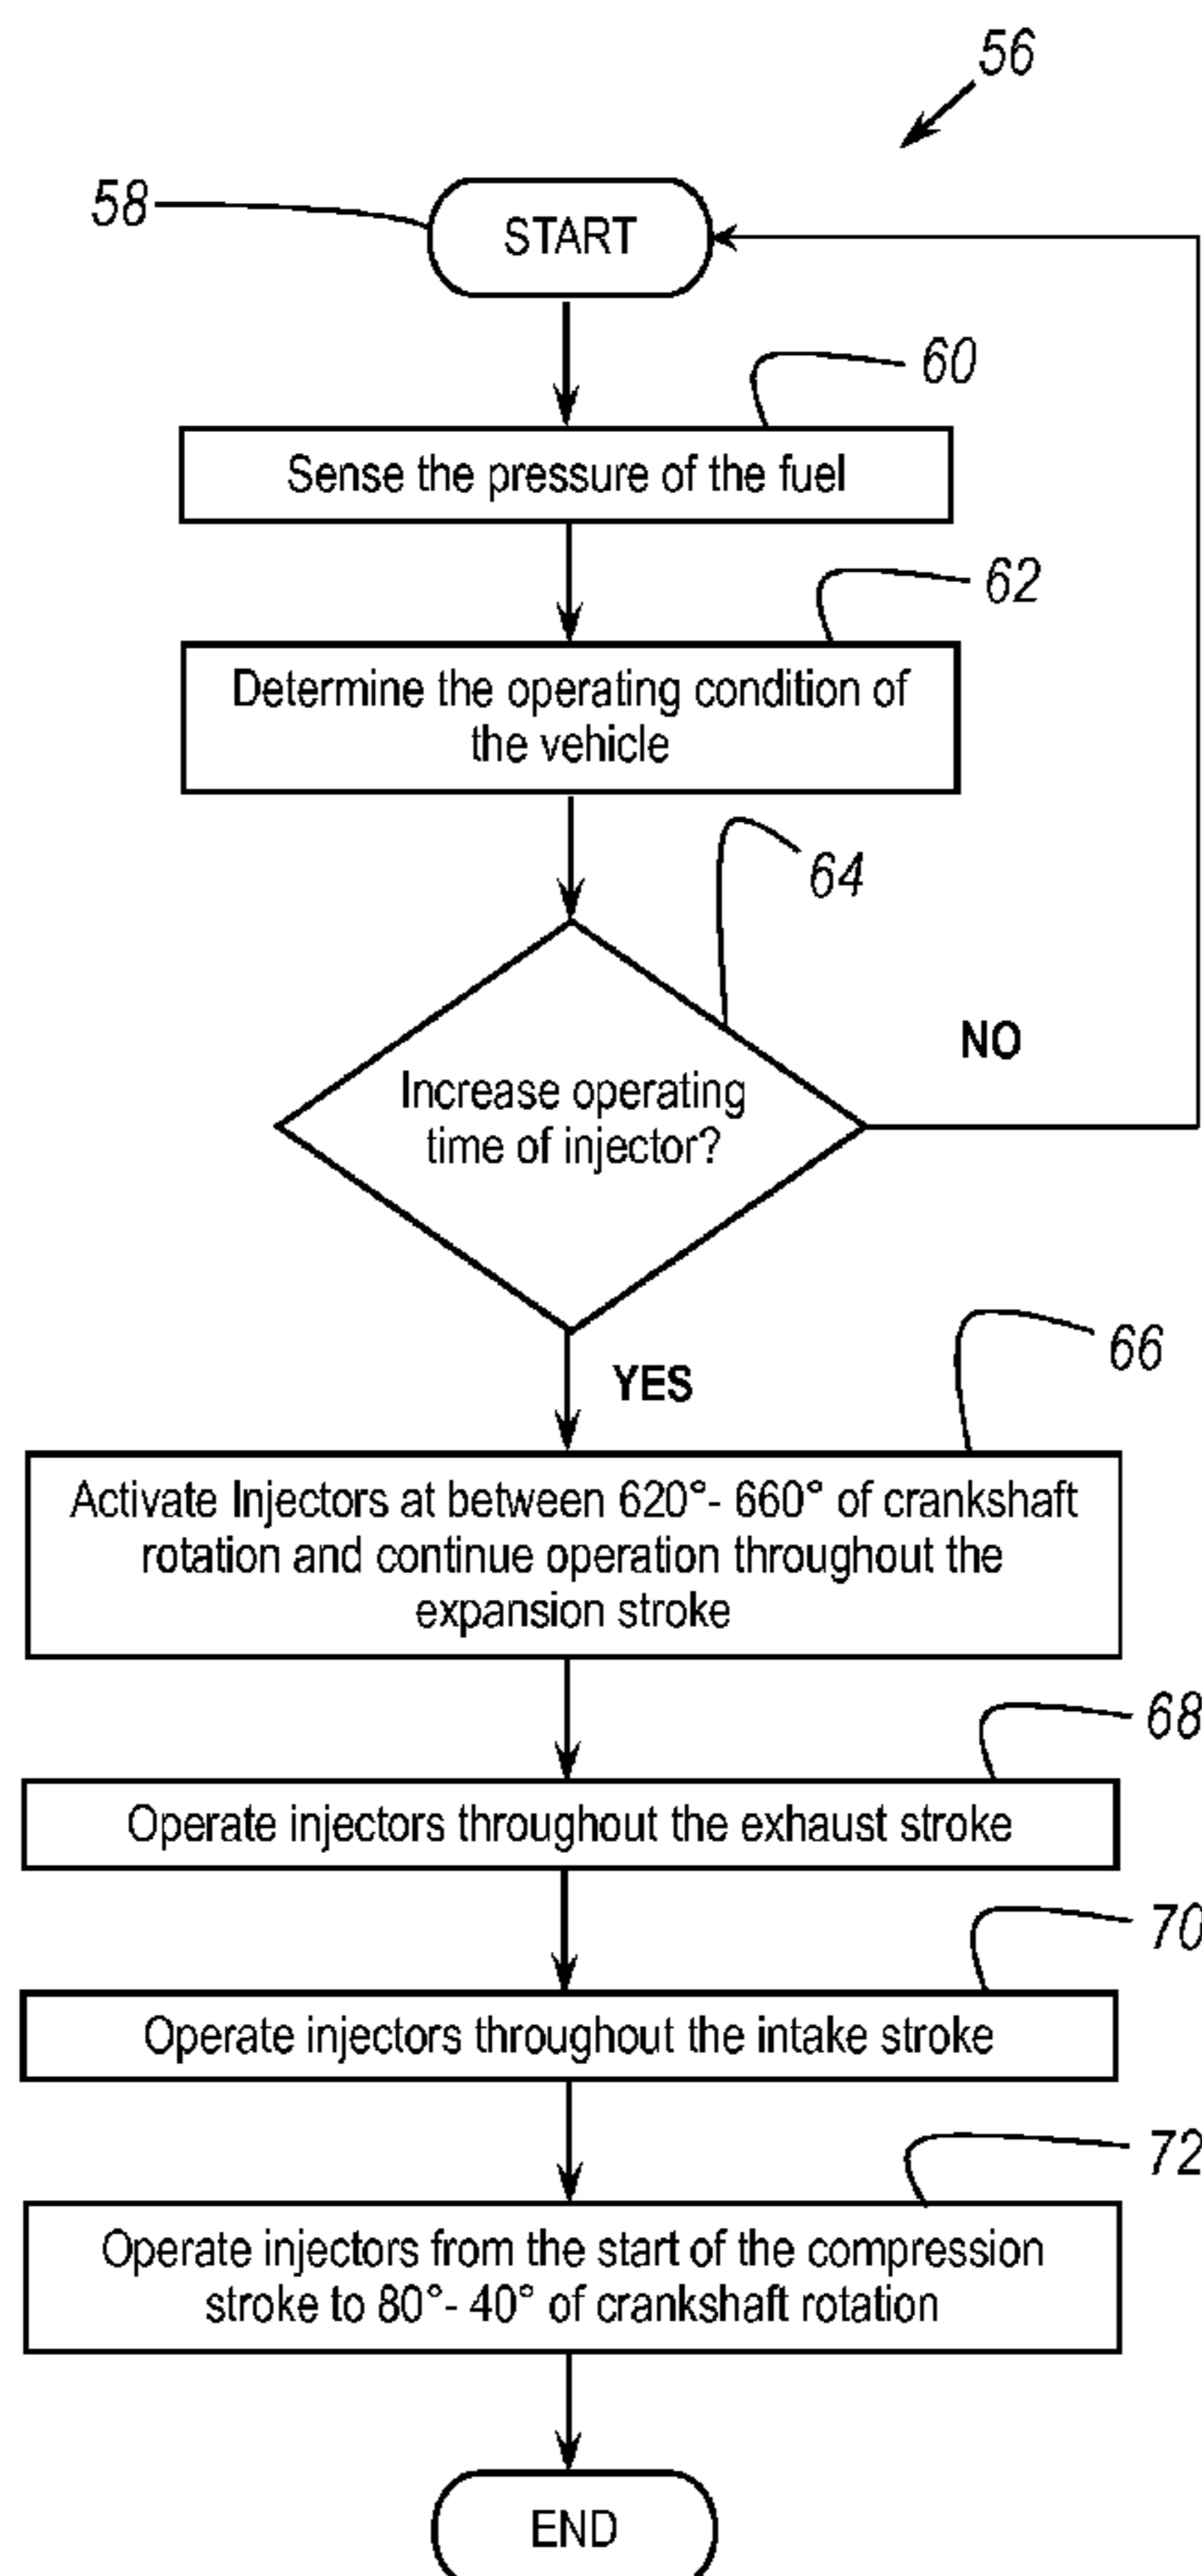 56
58
START
60
Sense the pressure of the fuel
62
Determine the operating condition of
the vehicle
64
Increase operating
time of injector?
NO
YES
66
Activate Injectors at between 620°- 660° of crankshaft
rotation and continue operation throughout the
expansion stroke
68
Operate injectors throughout the exhaust stroke
70
Operate injectors throughout the intake stroke
72
Operate injectors from the start of the compression
stroke to 80°- 40° of crankshaft rotation
END